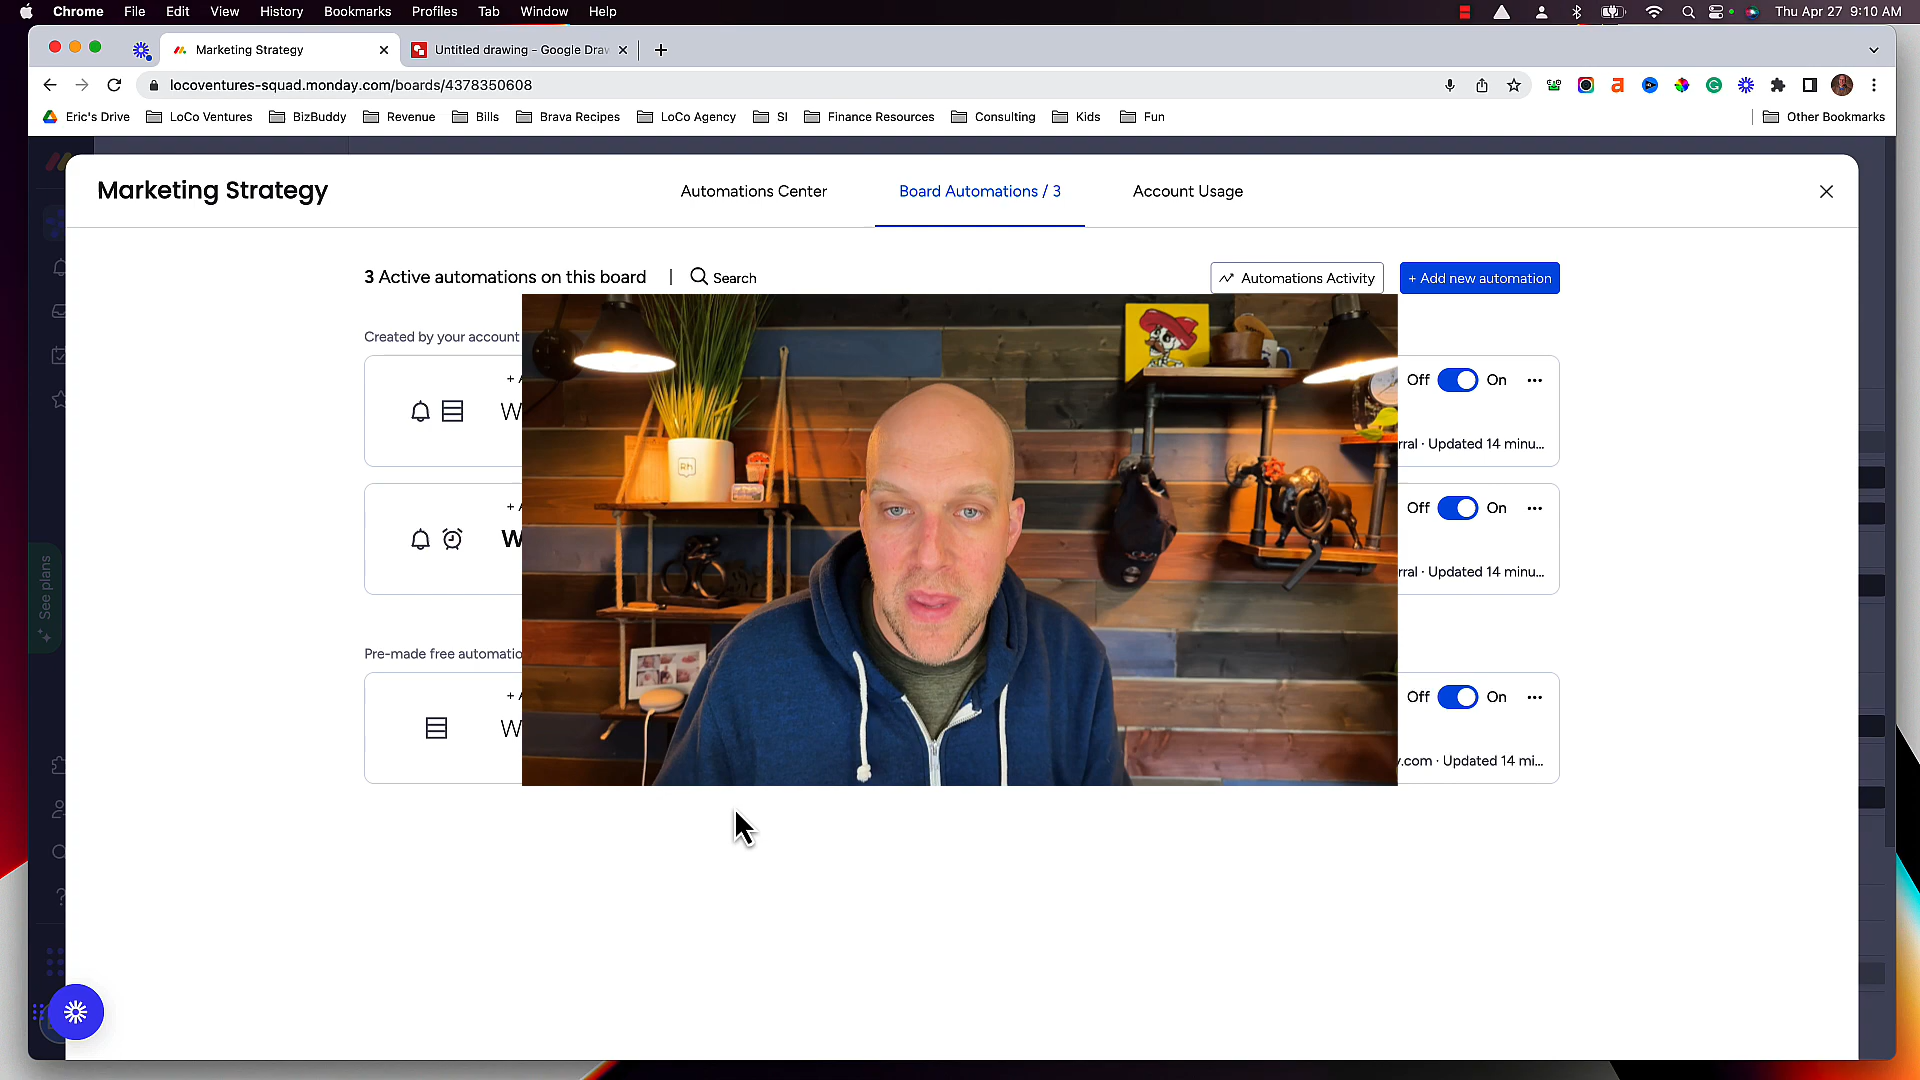 Chrome File Edit View History Bookmarks Profiles Tab Window Help Thu Apr 27 9:10 AM
Marketing Strategy Untitled drawing - Google Draw
locoventures-squad.monday.com/boards/4378350608
Eric's Drive LoCo Ventures BizBuddy Revenue Bills Brava Recipes LoCo Agency SI Finance Resources Consulting Kids Fun Other Bookmarks
Marketing Strategy Automations Center Board Automations / 3 Account Usage
3 Active automations on this board | Search Automations Activity + Add new automation
Created by your account
+ A Off On
W
rral · Updated 14 minu...
+ A Off On
W
rral · Updated 14 minu...
See plans
Pre-made free automatio
+ A Off On
W
y.com · Updated 14 mi...
Rh